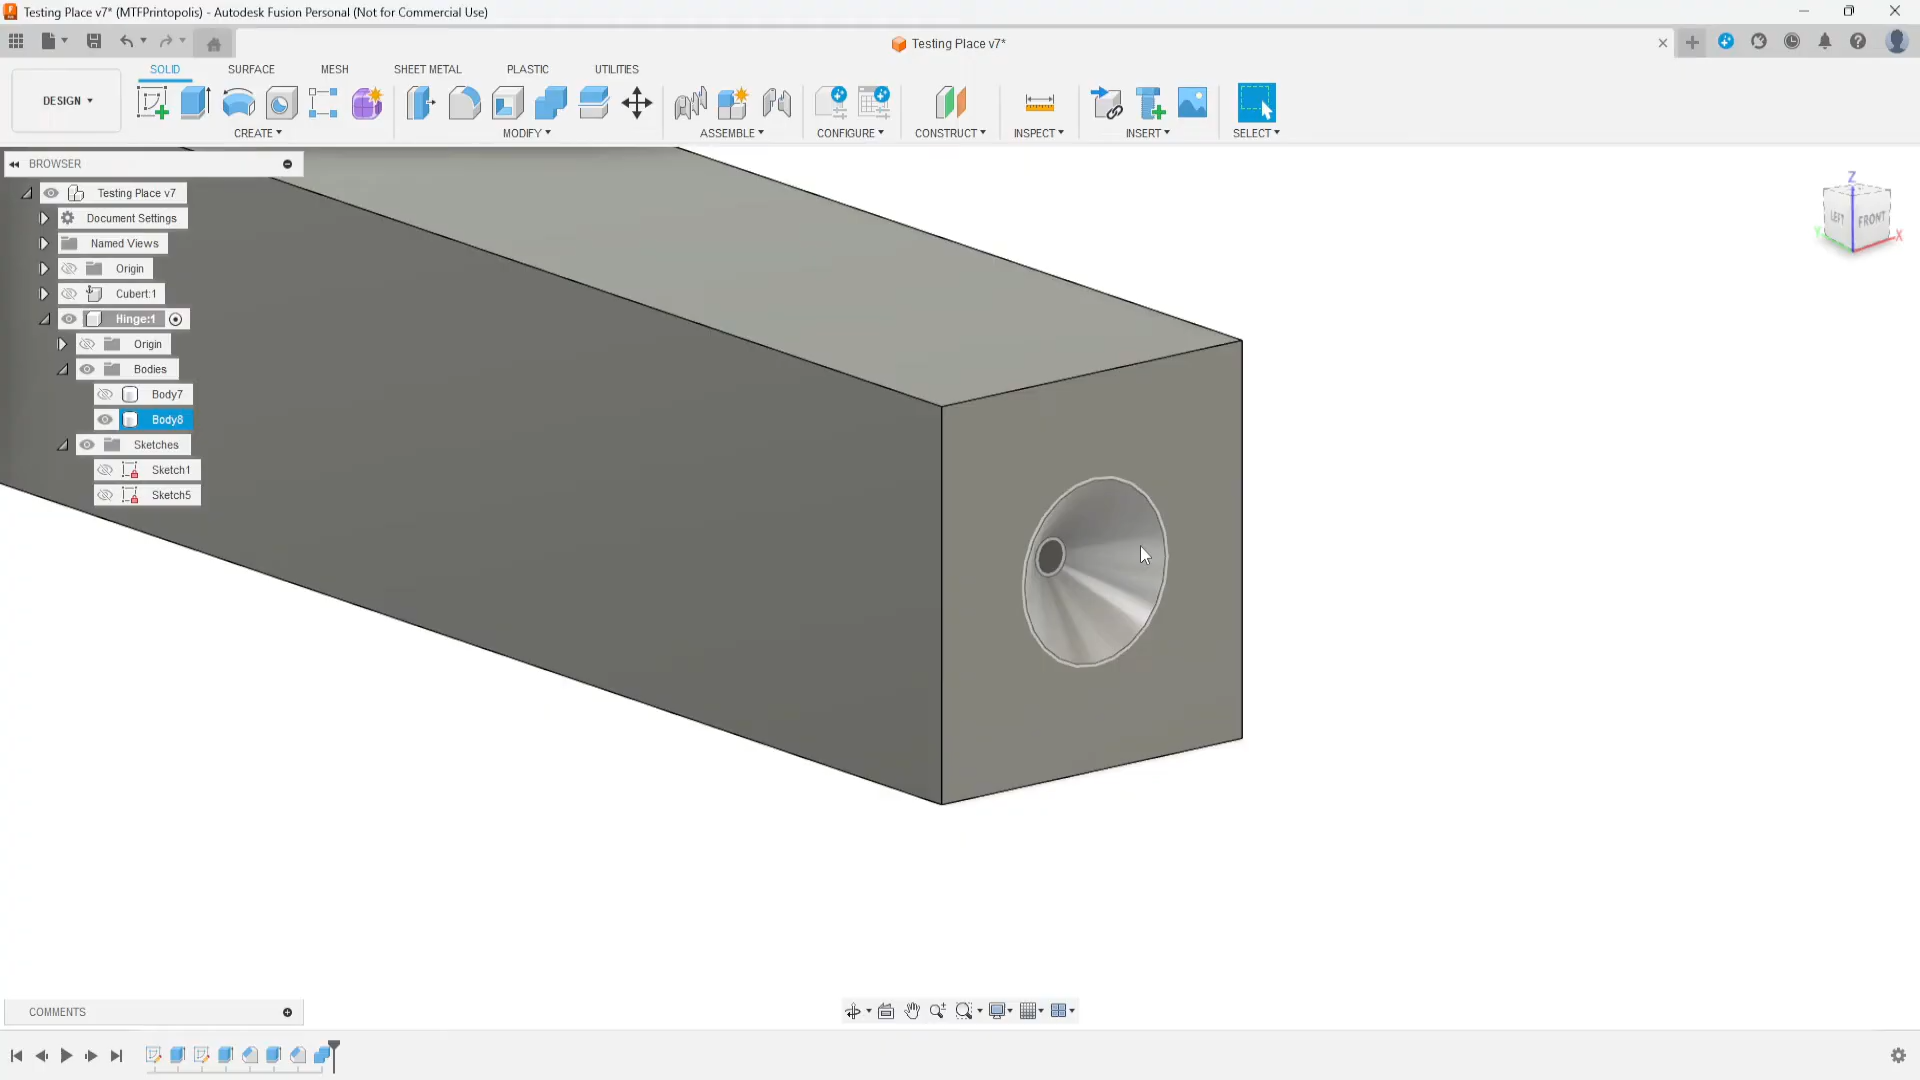 Testing Place v7* (MTFPrintopolis) - Autodesk Fusion Personal (Not for Commercial Use)
Testing Place v7*
SOLID SURFACE MESH SHEET METAL PLASTIC UTILITIES
DESIGN
CREATE MODIFY ASSEMBLE CONFIGURE CONSTRUCT INSPECT INSERT SELECT
BROWSER
Testing Place v7
Document Settings
Named Views
Origin
Cubert:1
Hinge:1
Origin
Bodies
Body7
Body8
Sketches
Sketch1
Sketch5
Z
LEFT FRONT
Y X
COMMENTS